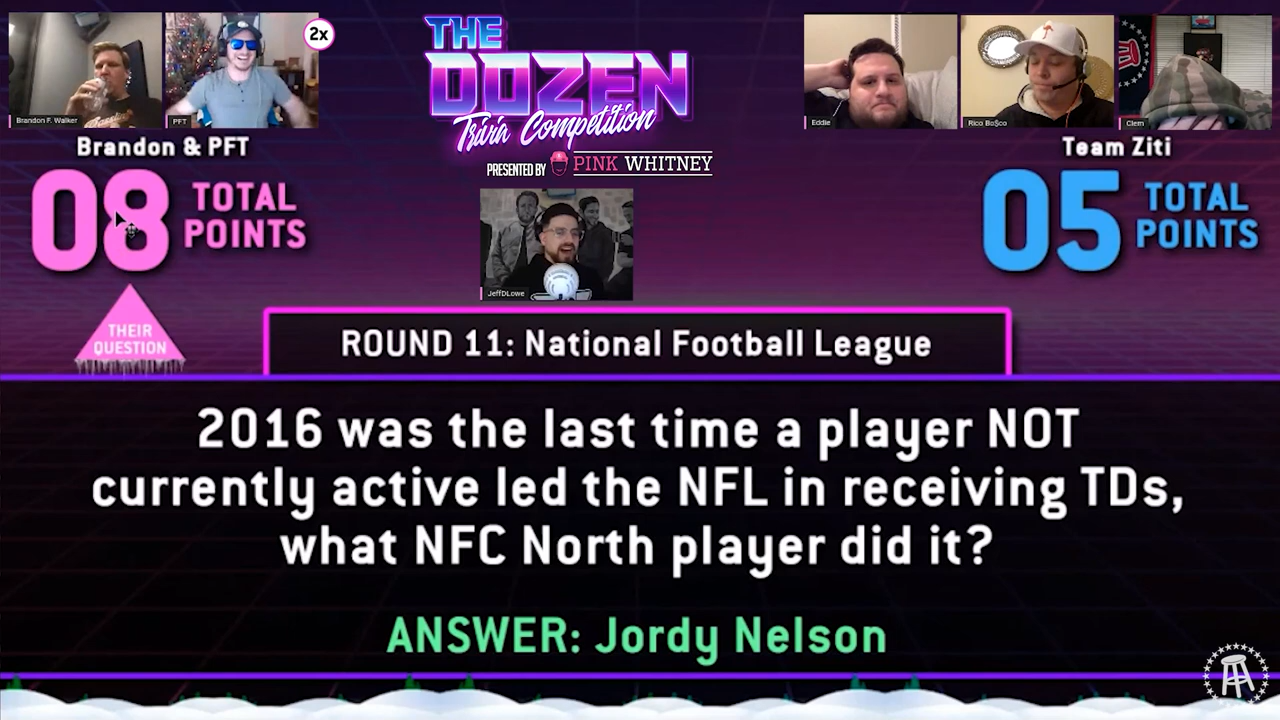 2x
Brandon F. Walker
PFT
Brandon & PFT
08 TOTAL POINTS
THEIR QUESTION
THE
DOZEN
Trivia Competition
PRESENTED BY PINK WHITNEY
JeffDLowe
Eddie
Rico Bo$co
Clem
Team Ziti
05 TOTAL POINTS
ROUND 11: National Football League
2016 was the last time a player NOT
currently active led the NFL in receiving TDs,
what NFC North player did it?
ANSWER: Jordy Nelson